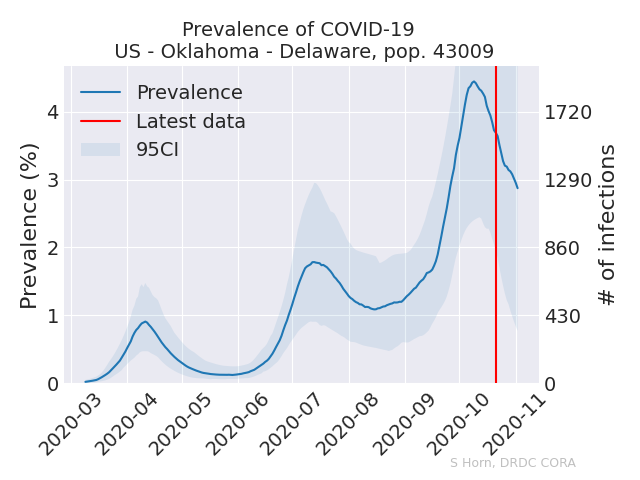 Prevalence of COVID-19
US - Oklahoma - Delaware, pop. 43009
Prevalence
Latest data
95CI
Prevalence (%)
4
3
2
1
0
1720
1290
860
430
0
# of infections
2020-03
2020-04
2020-05
2020-06
2020-07
2020-08
2020-09
2020-10
2020-11
S Horn, DRDC CORA